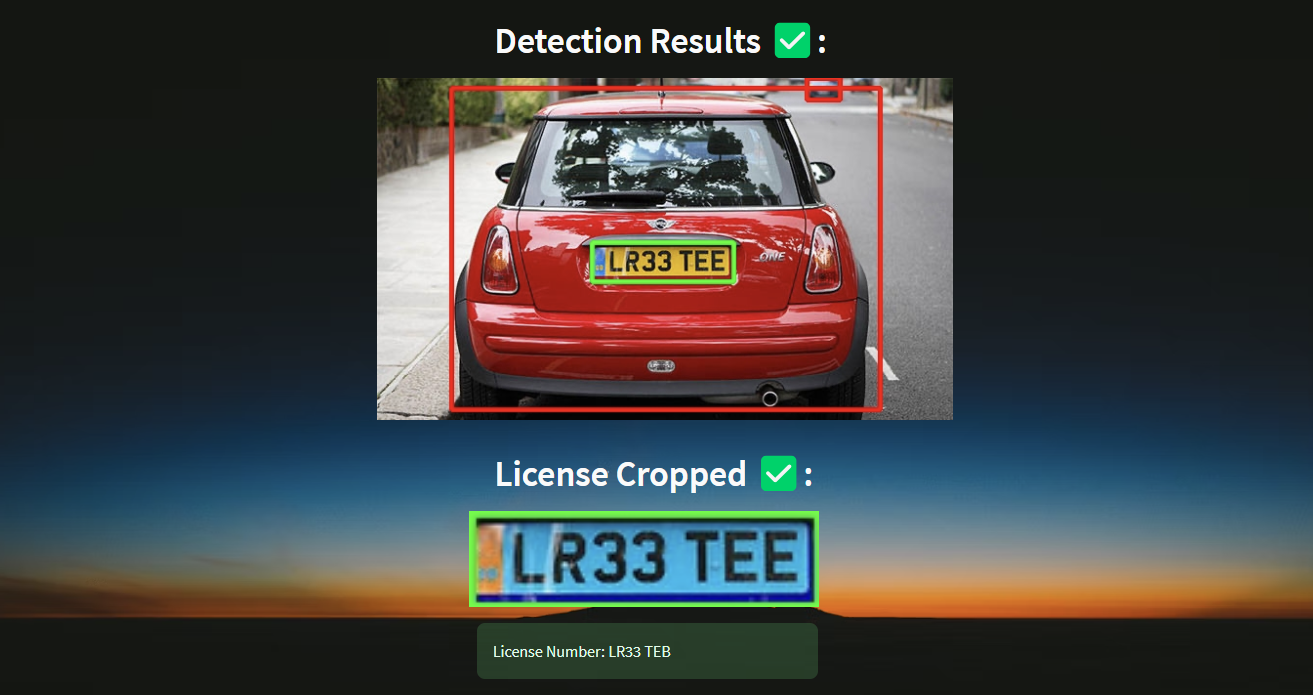 Detection Results ✅ :
LR33 TEE
ONE
License Cropped ✅ :
LR33 TEE
License Number: LR33 TEB